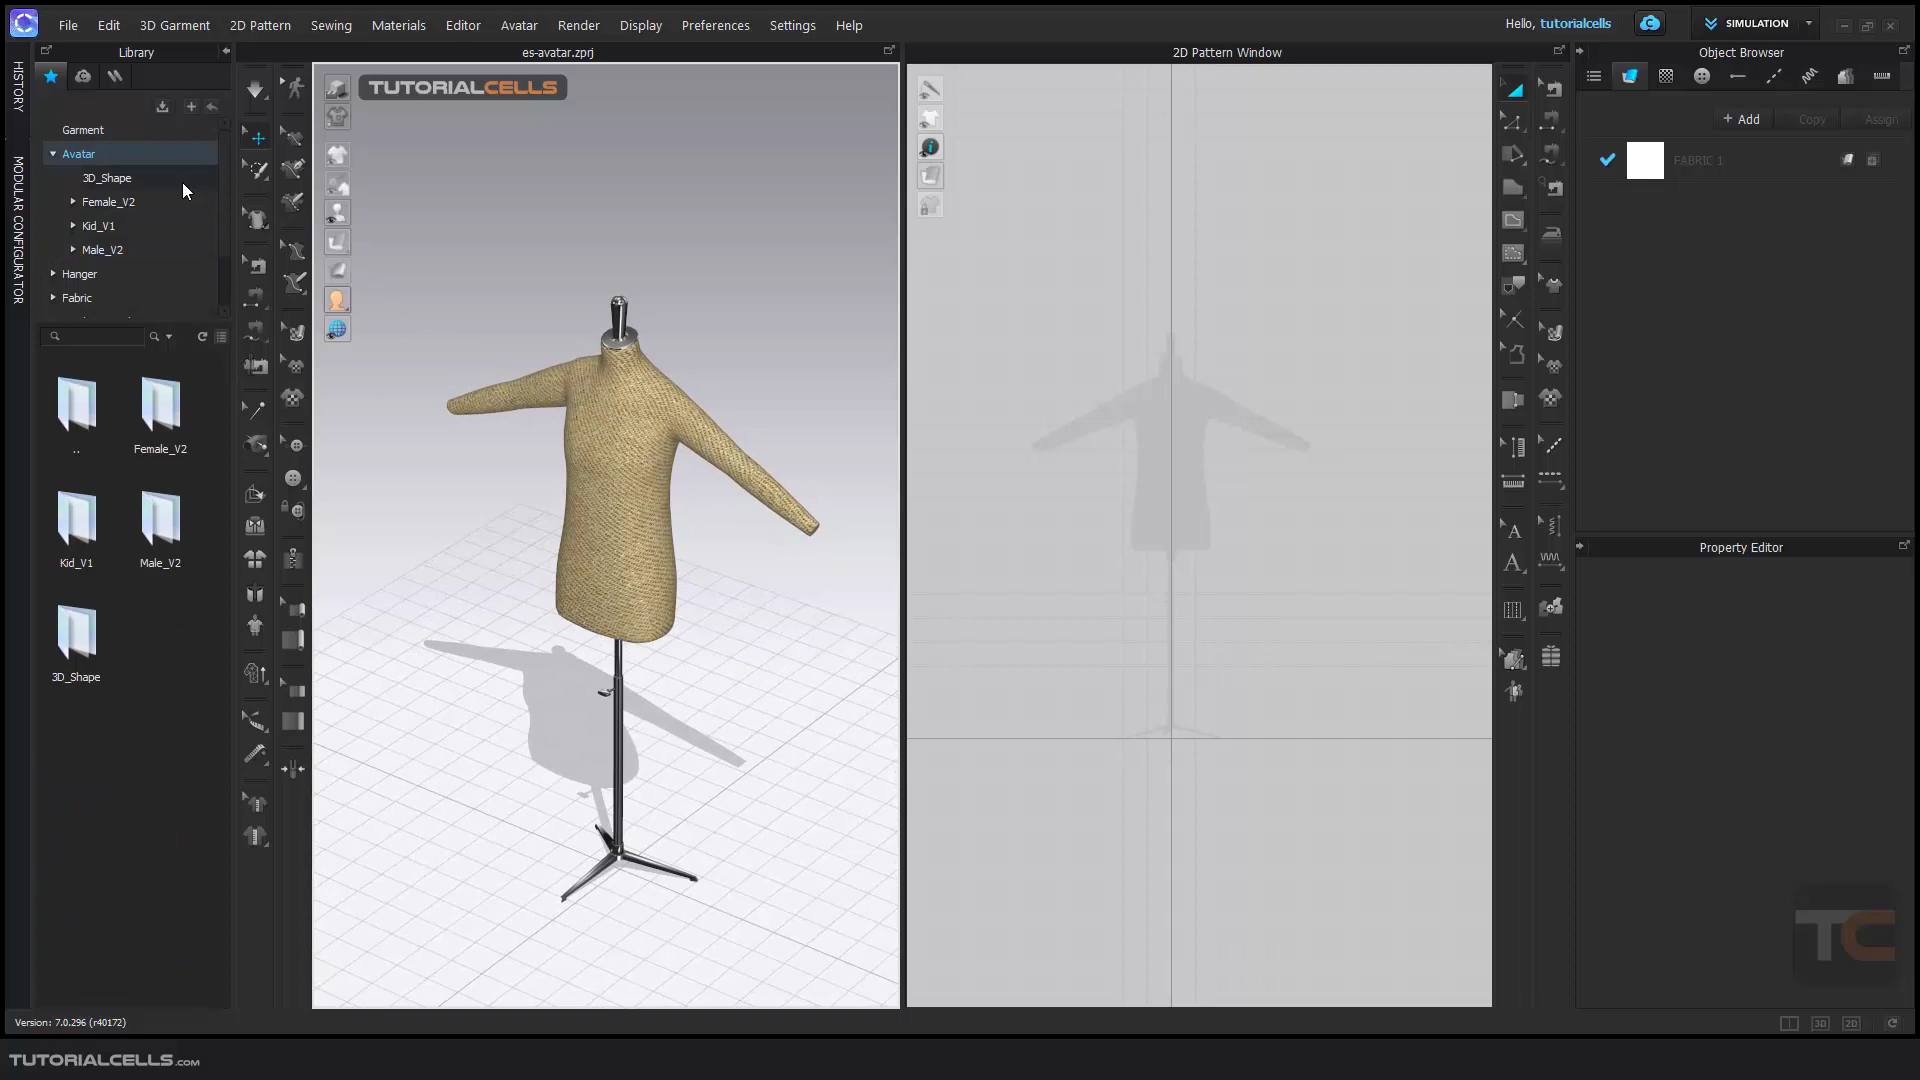 File Edit 3D Garment 2D Pattern Sewing Materials Editor Avatar Render Display Preferences Settings Help
Hello, tutorialcells
SIMULATION
Library
es-avatar.zprj
2D Pattern Window
Object Browser
HISTORY
MODULAR CONFIGURATOR
TUTORIALCELLS
Garment
Avatar
3D_Shape
Female_V2
Kid_V1
Male_V2
Hanger
Fabric
+ Add Copy Assign
FABRIC 1
..
Female_V2
Kid_V1
Male_V2
3D_Shape
A
A
Property Editor
TC
Version: 7.0.296 (r40172)
3D 2D
TUTORIALCELLS.com